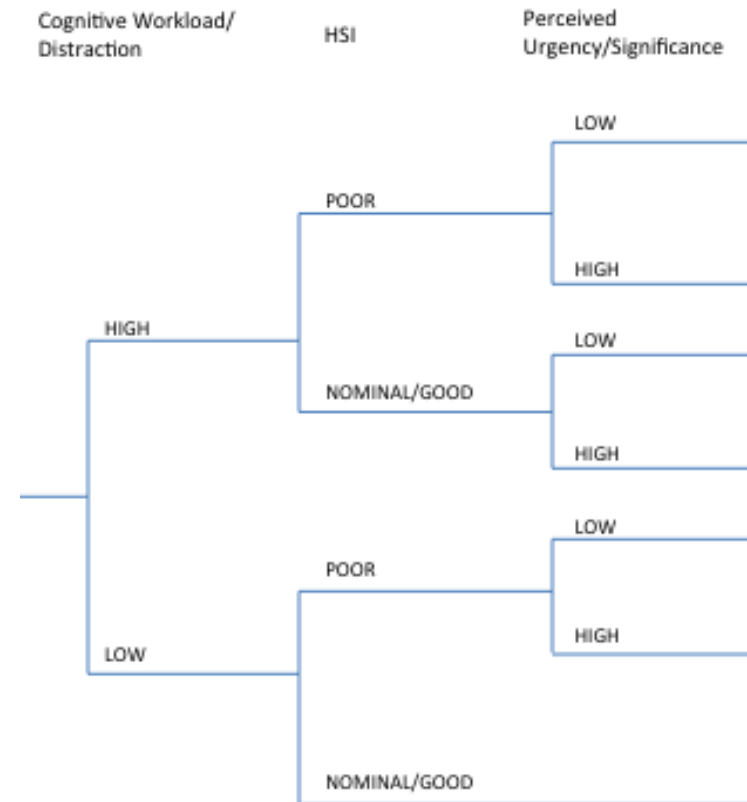 Cognitive Workload/
Distraction
HSI
Perceived
Urgency/Significance
LOW
POOR
HIGH
HIGH
LOW
NOMINAL/GOOD
HIGH
LOW
POOR
HIGH
LOW
NOMINAL/GOOD